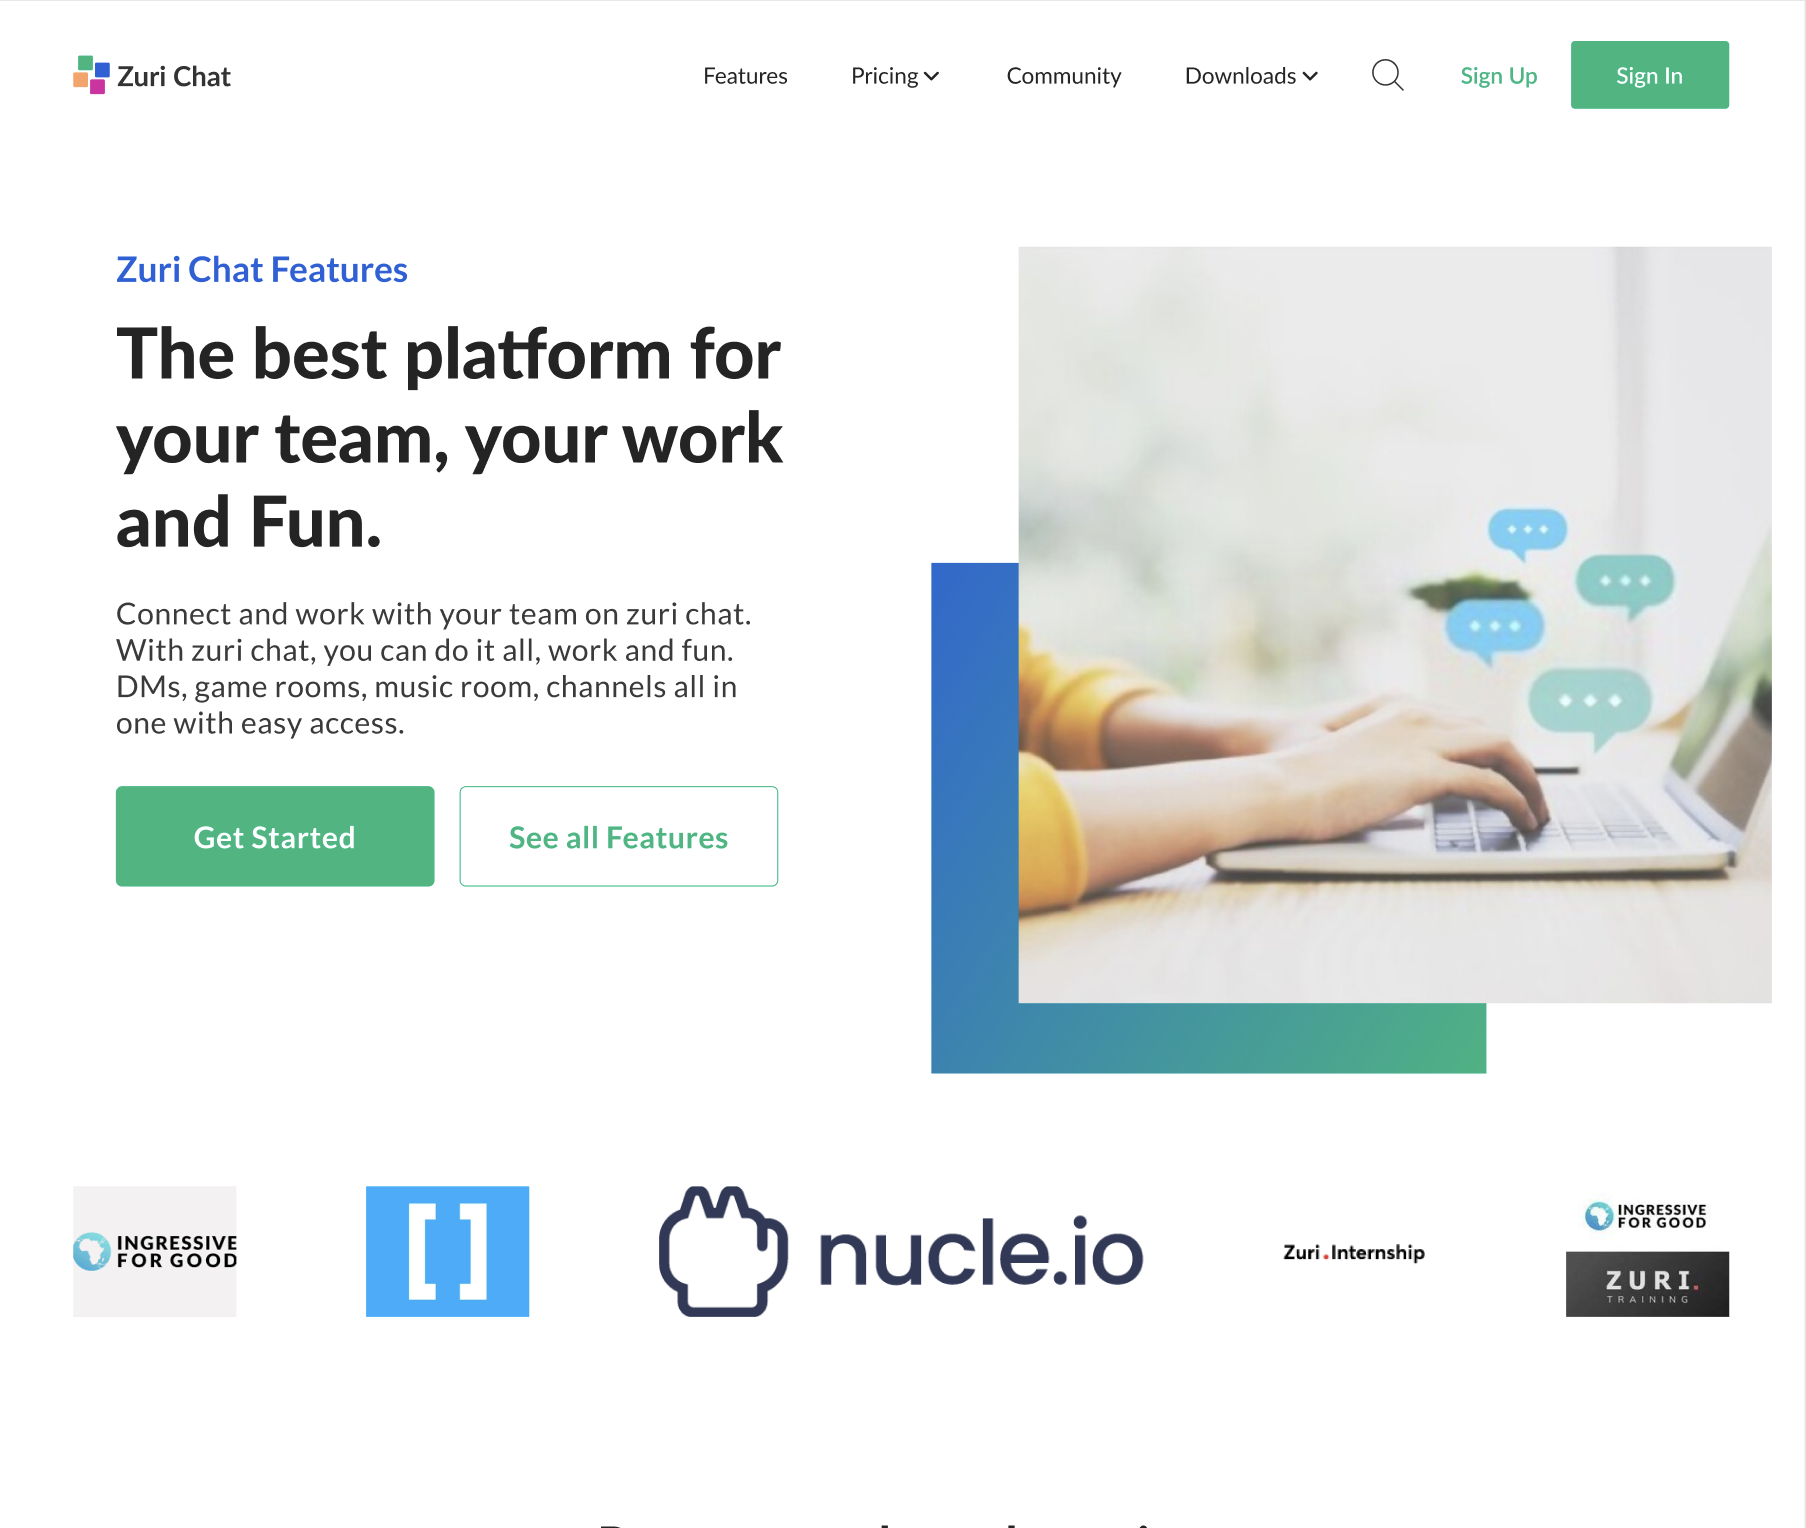 Zuri Chat
Features
Pricing
Community
Downloads
Sign Up
Sign In
Zuri Chat Features
The best platform for
your team, your work
and Fun.
Connect and work with your team on zuri chat.
With zuri chat, you can do it all, work and fun.
DMs, game rooms, music room, channels all in
one with easy access.
Get Started
See all Features
INGRESSIVE
FOR GOOD
nucle.io
Zuri.Internship
INGRESSIVE
FOR GOOD
ZURI.
TRAINING